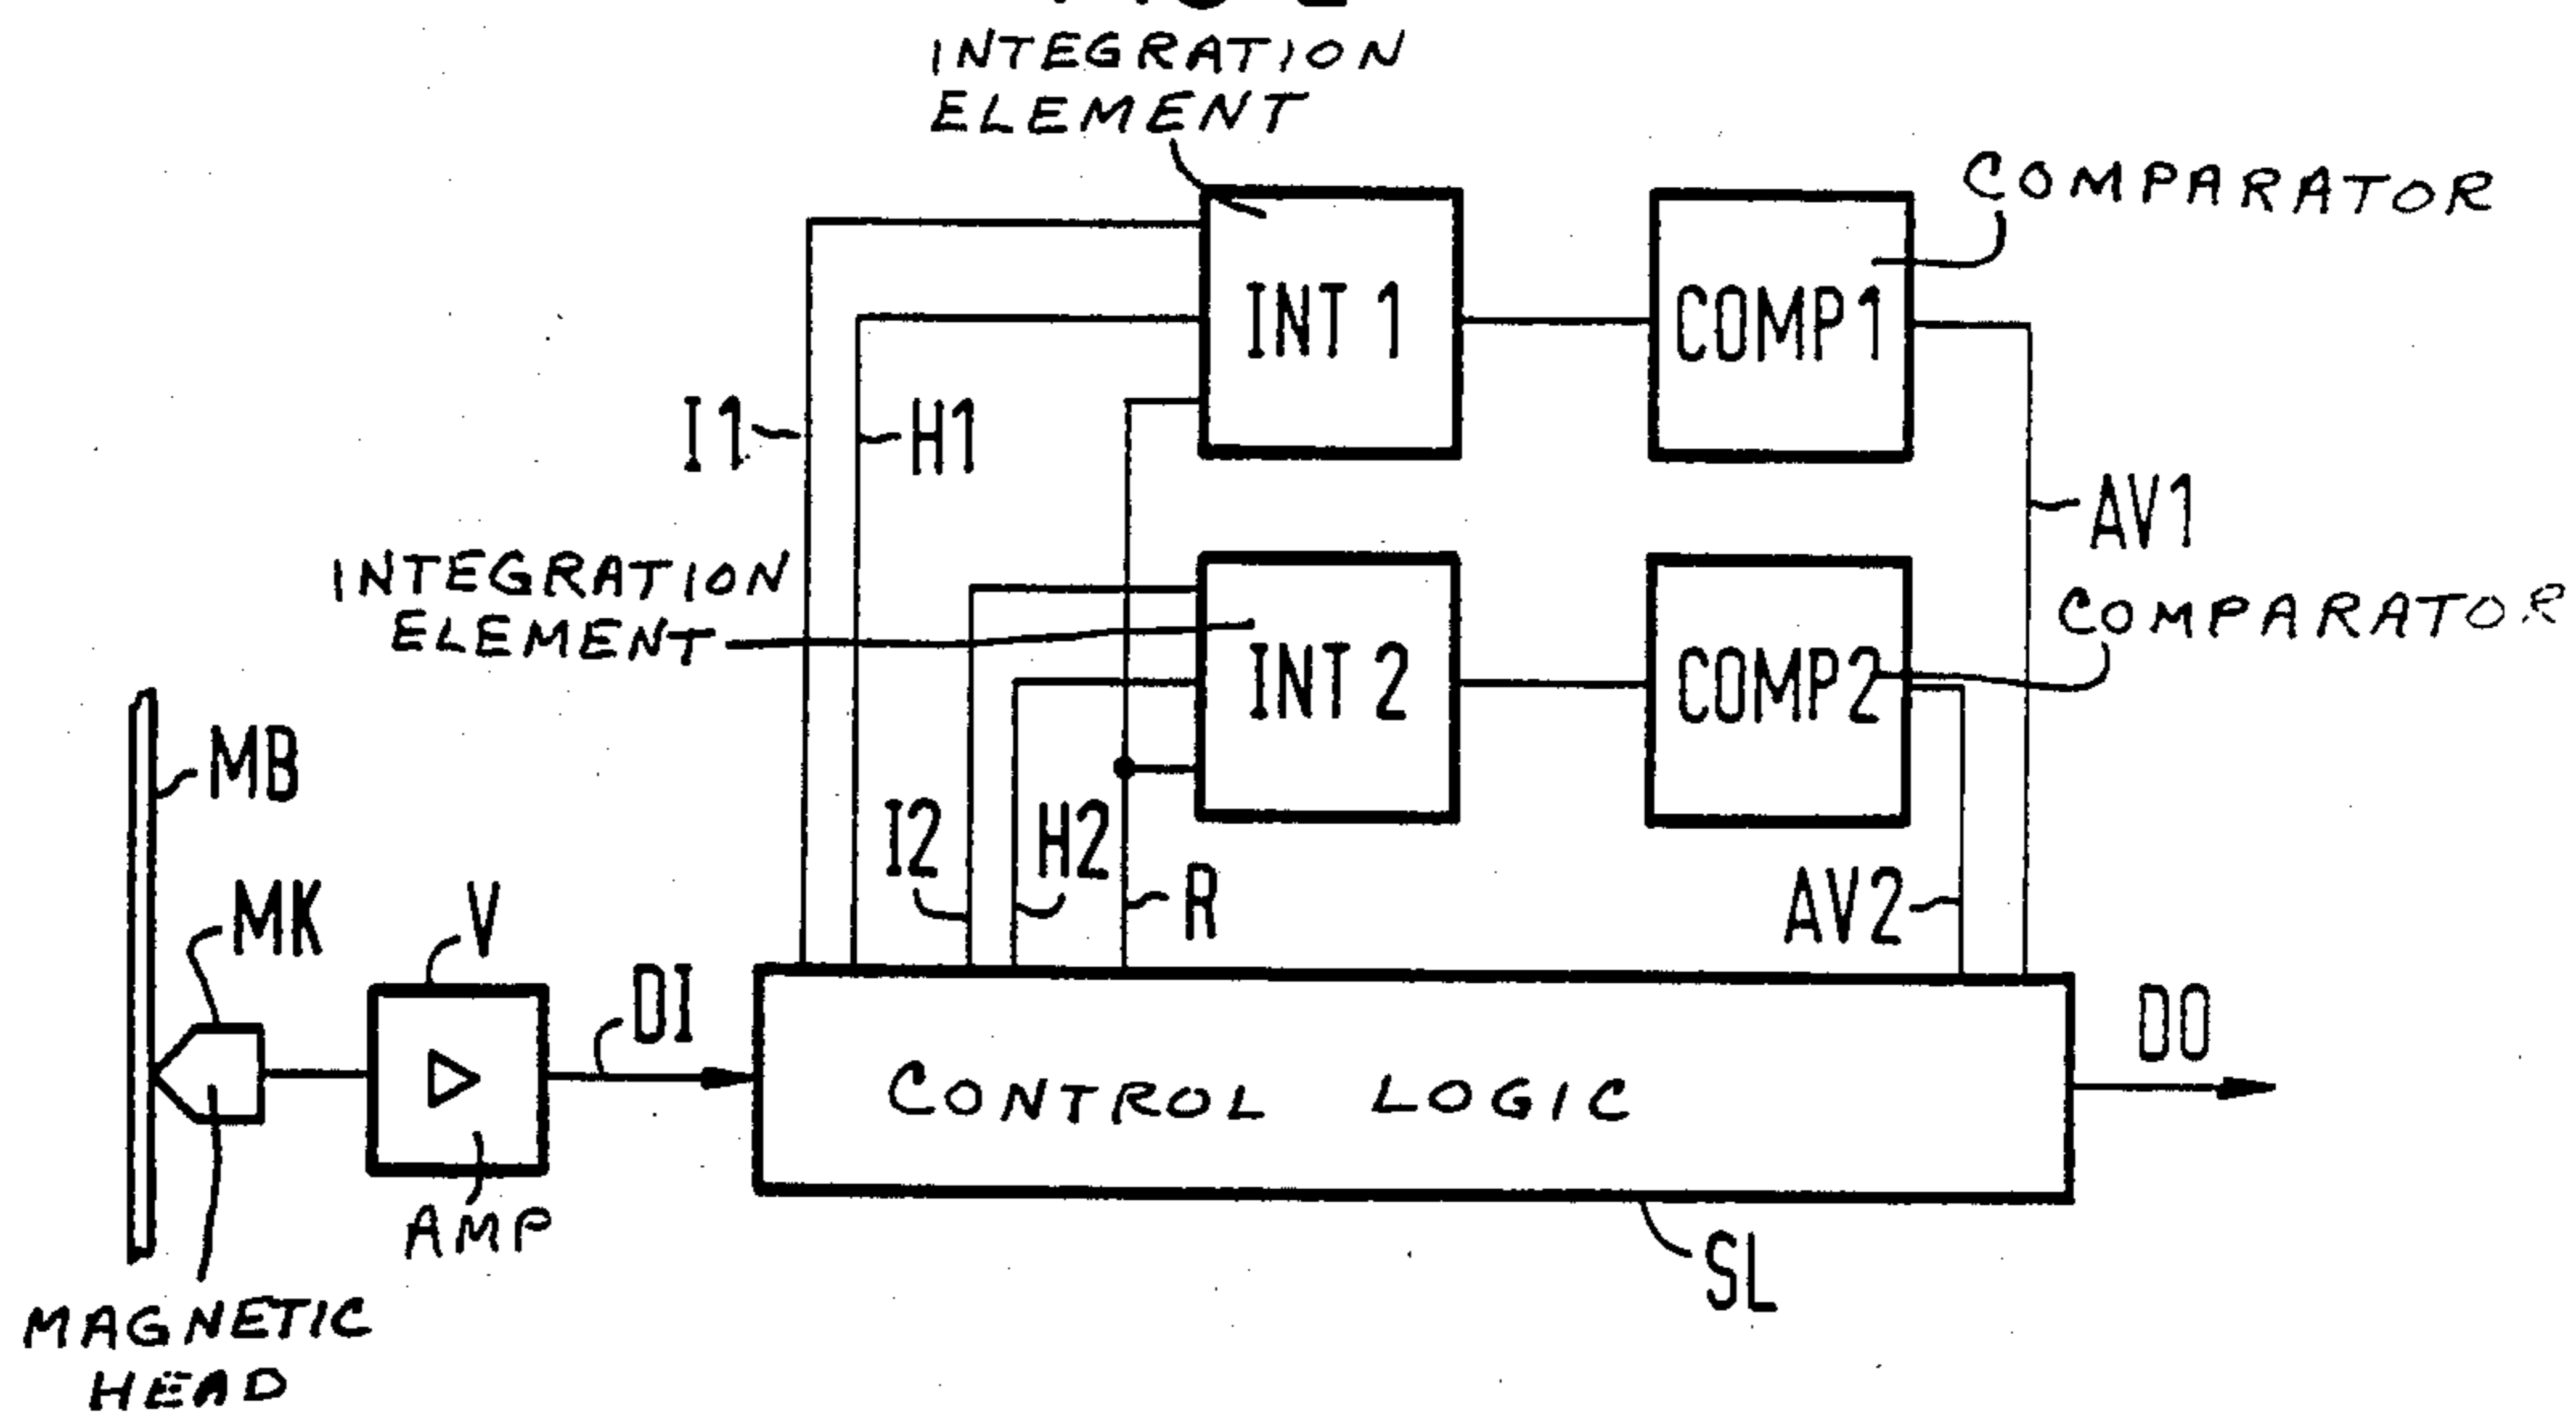 INTEGRATION
ELEMENT
COMPARATOR
INT 1
COMP1
I1
H1
AV1
INTEGRATION
ELEMENT
COMPARATOR
INT 2
COMP2
MB
I2
H2
R
AV2
MK
V
DI
DO
CONTROL LOGIC
AMP
SL
MAGNETIC
HEAD